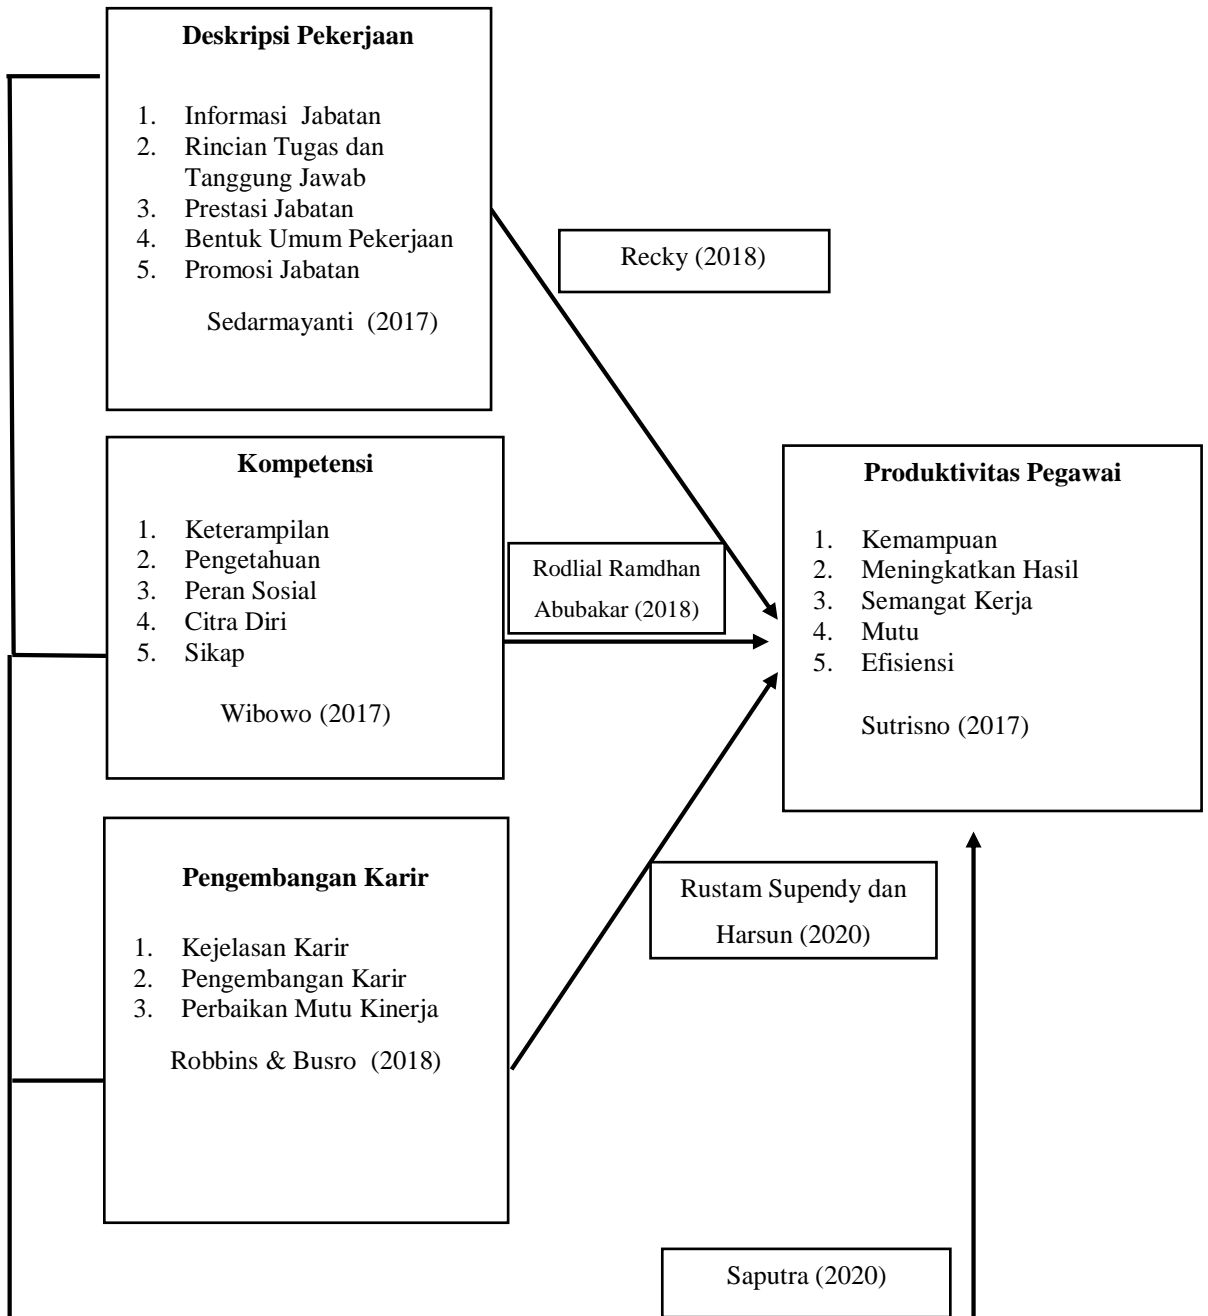 Deskripsi Pekerjaan
1. Informasi Jabatan
2. Rincian Tugas dan
Tanggung Jawab
3. Prestasi Jabatan
4. Bentuk Umum Pekerjaan
5. Promosi Jabatan
Sedarmayanti (2017)
Recky (2018)
Kompetensi
1. Keterampilan
2. Pengetahuan
3. Peran Sosial
4. Citra Diri
5. Sikap
Wibowo (2017)
Rodlial Ramdhan
Abubakar (2018)
Produktivitas Pegawai
1. Kemampuan
2. Meningkatkan Hasil
3. Semangat Kerja
4. Mutu
5. Efisiensi
Sutrisno (2017)
Pengembangan Karir
1. Kejelasan Karir
2. Pengembangan Karir
3. Perbaikan Mutu Kinerja
Robbins & Busro (2018)
Rustam Supendy dan
Harsun (2020)
Saputra (2020)